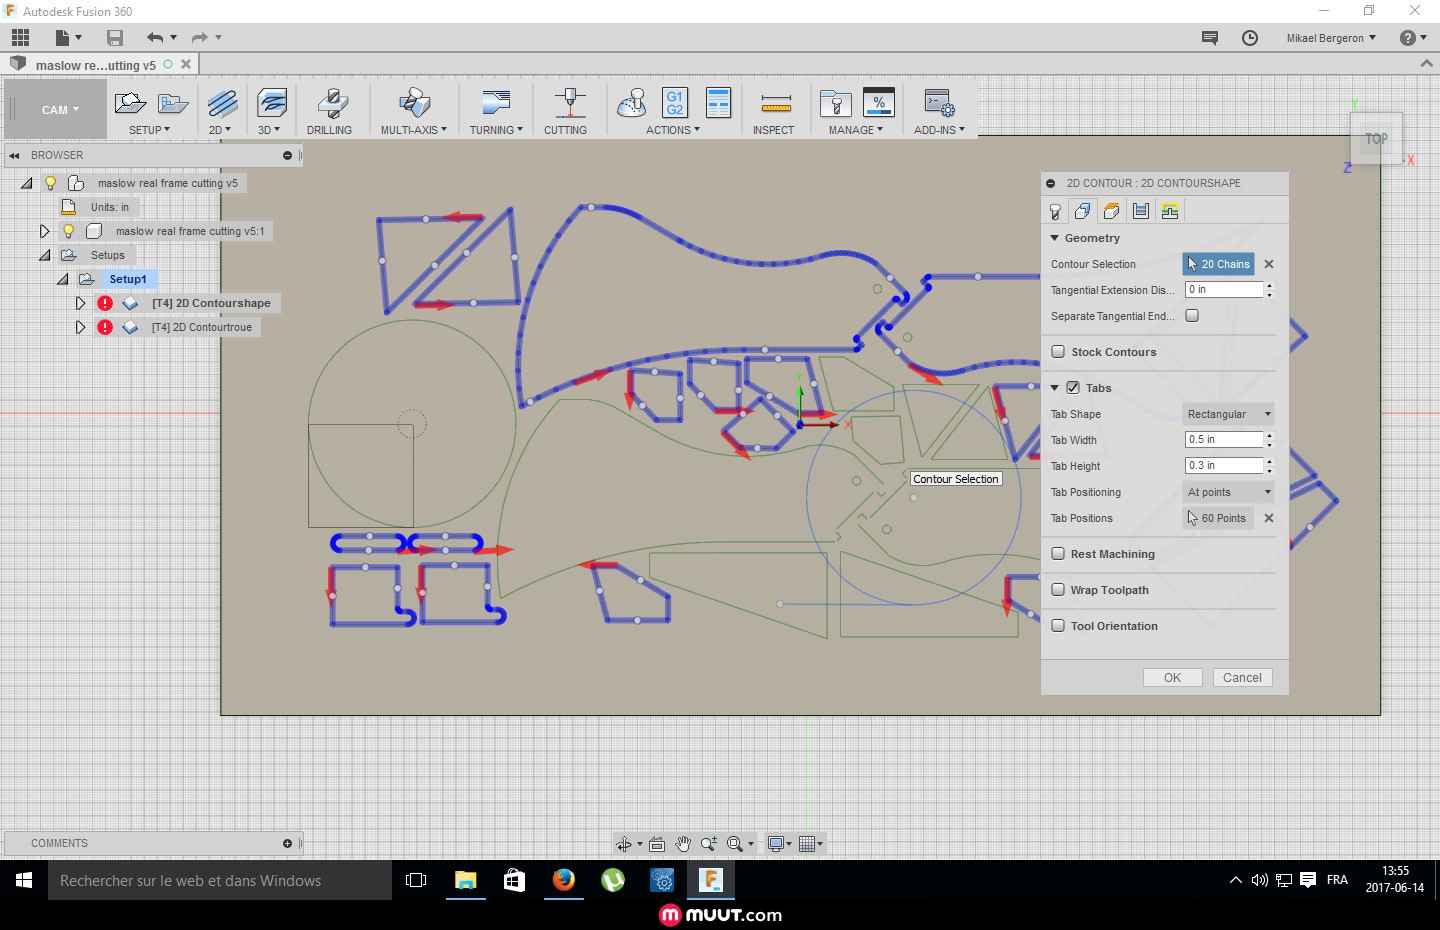 Autodesk Fusion 360
Mikael Bergeron
maslow re...utting v5
CAM
G1
G2
%
SETUP
2D
3D
DRILLING
MULTI-AXIS
TURNING
CUTTING
ACTIONS
INSPECT
MANAGE
ADD-INS
BROWSER
maslow real frame cutting v5
Units: in
maslow real frame cutting v5:1
Setups
Setup1
[T4] 2D Contourshape
[T4] 2D Contourtroue
Y
TOP
X
Z
Y
X
Contour Selection
2D CONTOUR : 2D CONTOURSHAPE
Geometry
Contour Selection 20 Chains
Tangential Extension Dis... 0 in
Separate Tangential End...
Stock Contours
Tabs
Tab Shape Rectangular
Tab Width 0.5 in
Tab Height 0.3 in
Tab Positioning At points
Tab Positions 60 Points
Rest Machining
Wrap Toolpath
Tool Orientation
OK Cancel
COMMENTS
Rechercher sur le web et dans Windows
FRA
13:55
2017-06-14
m MUUT.com